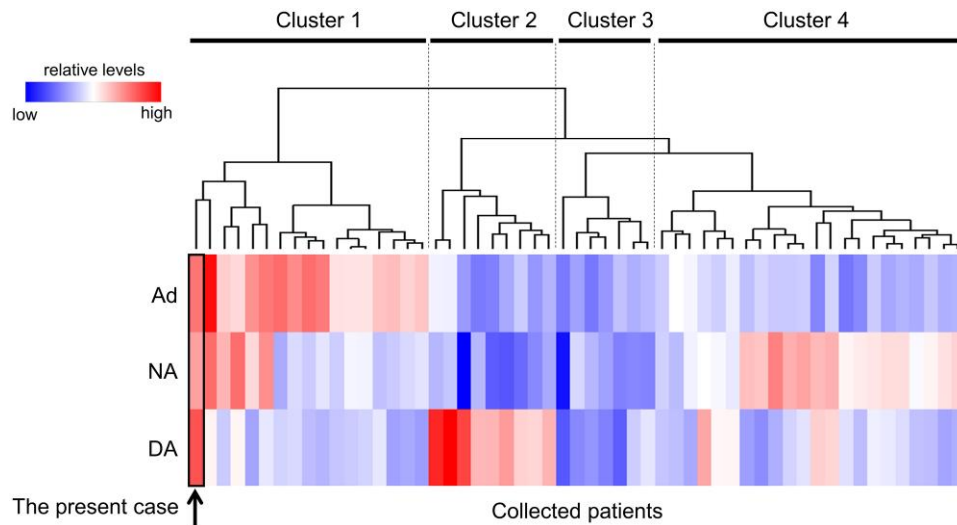 Cluster 1 Cluster 2 Cluster 3 Cluster 4
relative levels
low high
Ad
NA
DA
The present case Collected patients